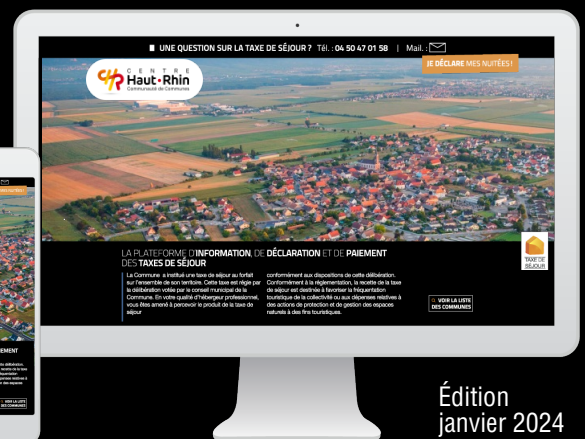 UNE QUESTION SUR LA TAXE DE SÉJOUR ? Tél. : 04 50 47 01 58 | Mail. :
JE DÉCLARE MES NUITÉES !
CENTRE
Haut·Rhin
Communauté de Communes
LA PLATEFORME D'INFORMATION, DE DÉCLARATION ET DE PAIEMENT
DES TAXES DE SÉJOUR
La Commune a institué une taxe de séjour au forfait
sur l'ensemble de son territoire. Cette taxe est régie par
la délibération votée par le conseil municipal de la
Commune. En votre qualité d'hébergeur professionnel,
vous êtes amené à percevoir le produit de la taxe de
séjour
conformément aux dispositions de cette délibération.
Conformément à la réglementation, la recette de la taxe
de séjour est destinée à favoriser la fréquentation
touristique de la collectivité ou aux dépenses relatives à
des actions de protection et de gestion des espaces
naturels à des fins touristiques.
TAXE DE
SÉJOUR
VOIR LA LISTE
DES COMMUNES
IEMENT
VOIR LA LISTE
DES COMMUNES
Édition
janvier 2024